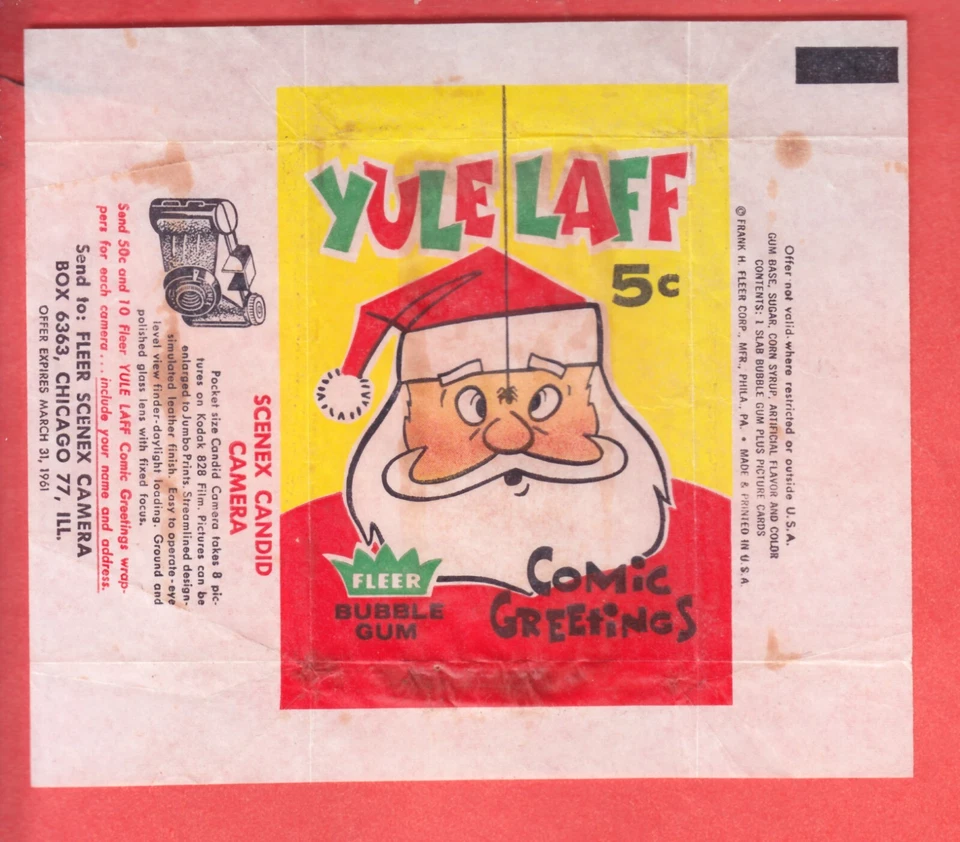 YULE LAFF
5c
FLEER
BUBBLE
GUM
COMiC
GREEtiNGS
SCENEX CANDID
CAMERA
Pocket size Candid Camera takes 8 pic-
tures on Kodak 828 Film. Pictures can be
enlarged to Jumbo Prints. Streamlined design-
simulated leather finish. Easy to operate-eye
level view finder-daylight loading. Ground and
polished glass lens with fixed focus.
Send 50c and 10 Fleer YULE LAFF Comic Greetings wrap-
pers for each camera... include your name and address.
Send to: FLEER SCENEX CAMERA
BOX 6363, CHICAGO 77, ILL.
OFFER EXPIRES MARCH 31, 1961
Offer not valid where restricted or outside U.S.A.
GUM BASE, SUGAR, CORN SYRUP, ARTIFICIAL FLAVOR AND COLOR
CONTENTS: 1 SLAB BUBBLE GUM PLUS PICTURE CARDS
© FRANK H. FLEER CORP., MFR., PHILA., PA. • MADE & PRINTED IN U.S.A.